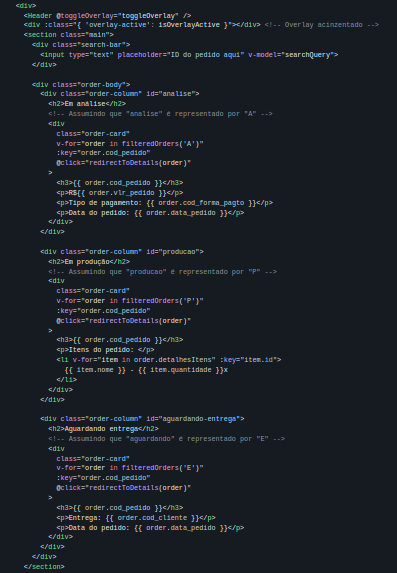 <div>
<Header @toggleOverlay="toggleOverlay" />
<div :class="{ 'overlay-active': isOverlayActive }"></div> <!-- Overlay acinzentado -->
<section class="main">
<div class="search-bar">
<input type="text" placeholder="ID do pedido aqui" v-model="searchQuery">
</div>
<div class="order-body">
<div class="order-column" id="analise">
<h2>Em análise</h2>
<!-- Assumindo que "analise" é representado por "A" -->
<div
class="order-card"
v-for="order in filteredOrders('A')"
:key="order.cod_pedido"
@click="redirectToDetails(order)"
>
<h3>{{ order.cod_pedido }}</h3>
<p>R${{ order.vlr_pedido }}</p>
<p>Tipo de pagamento: {{ order.cod_forma_pagto }}</p>
<p>Data do pedido: {{ order.data_pedido }}</p>
</div>
</div>
<div class="order-column" id="producao">
<h2>Em produção</h2>
<!-- Assumindo que "producao" é representado por "P" -->
<div
class="order-card"
v-for="order in filteredOrders('P')"
:key="order.cod_pedido"
@click="redirectToDetails(order)"
>
<h3>{{ order.cod_pedido }}</h3>
<p>Itens do pedido: </p>
<li v-for="item in order.detalhesItens" :key="item.id">
{{ item.nome }} - {{ item.quantidade }}x
</li>
</div>
</div>
<div class="order-column" id="aguardando-entrega">
<h2>Aguardando entrega</h2>
<!-- Assumindo que "aguardando" é representado por "E" -->
<div
class="order-card"
v-for="order in filteredOrders('E')"
:key="order.cod_pedido"
@click="redirectToDetails(order)"
>
<h3>{{ order.cod_pedido }}</h3>
<p>Entrega: {{ order.cod_cliente }}</p>
<p>Data do pedido: {{ order.data_pedido }}</p>
</div>
</div>
</div>
</section>